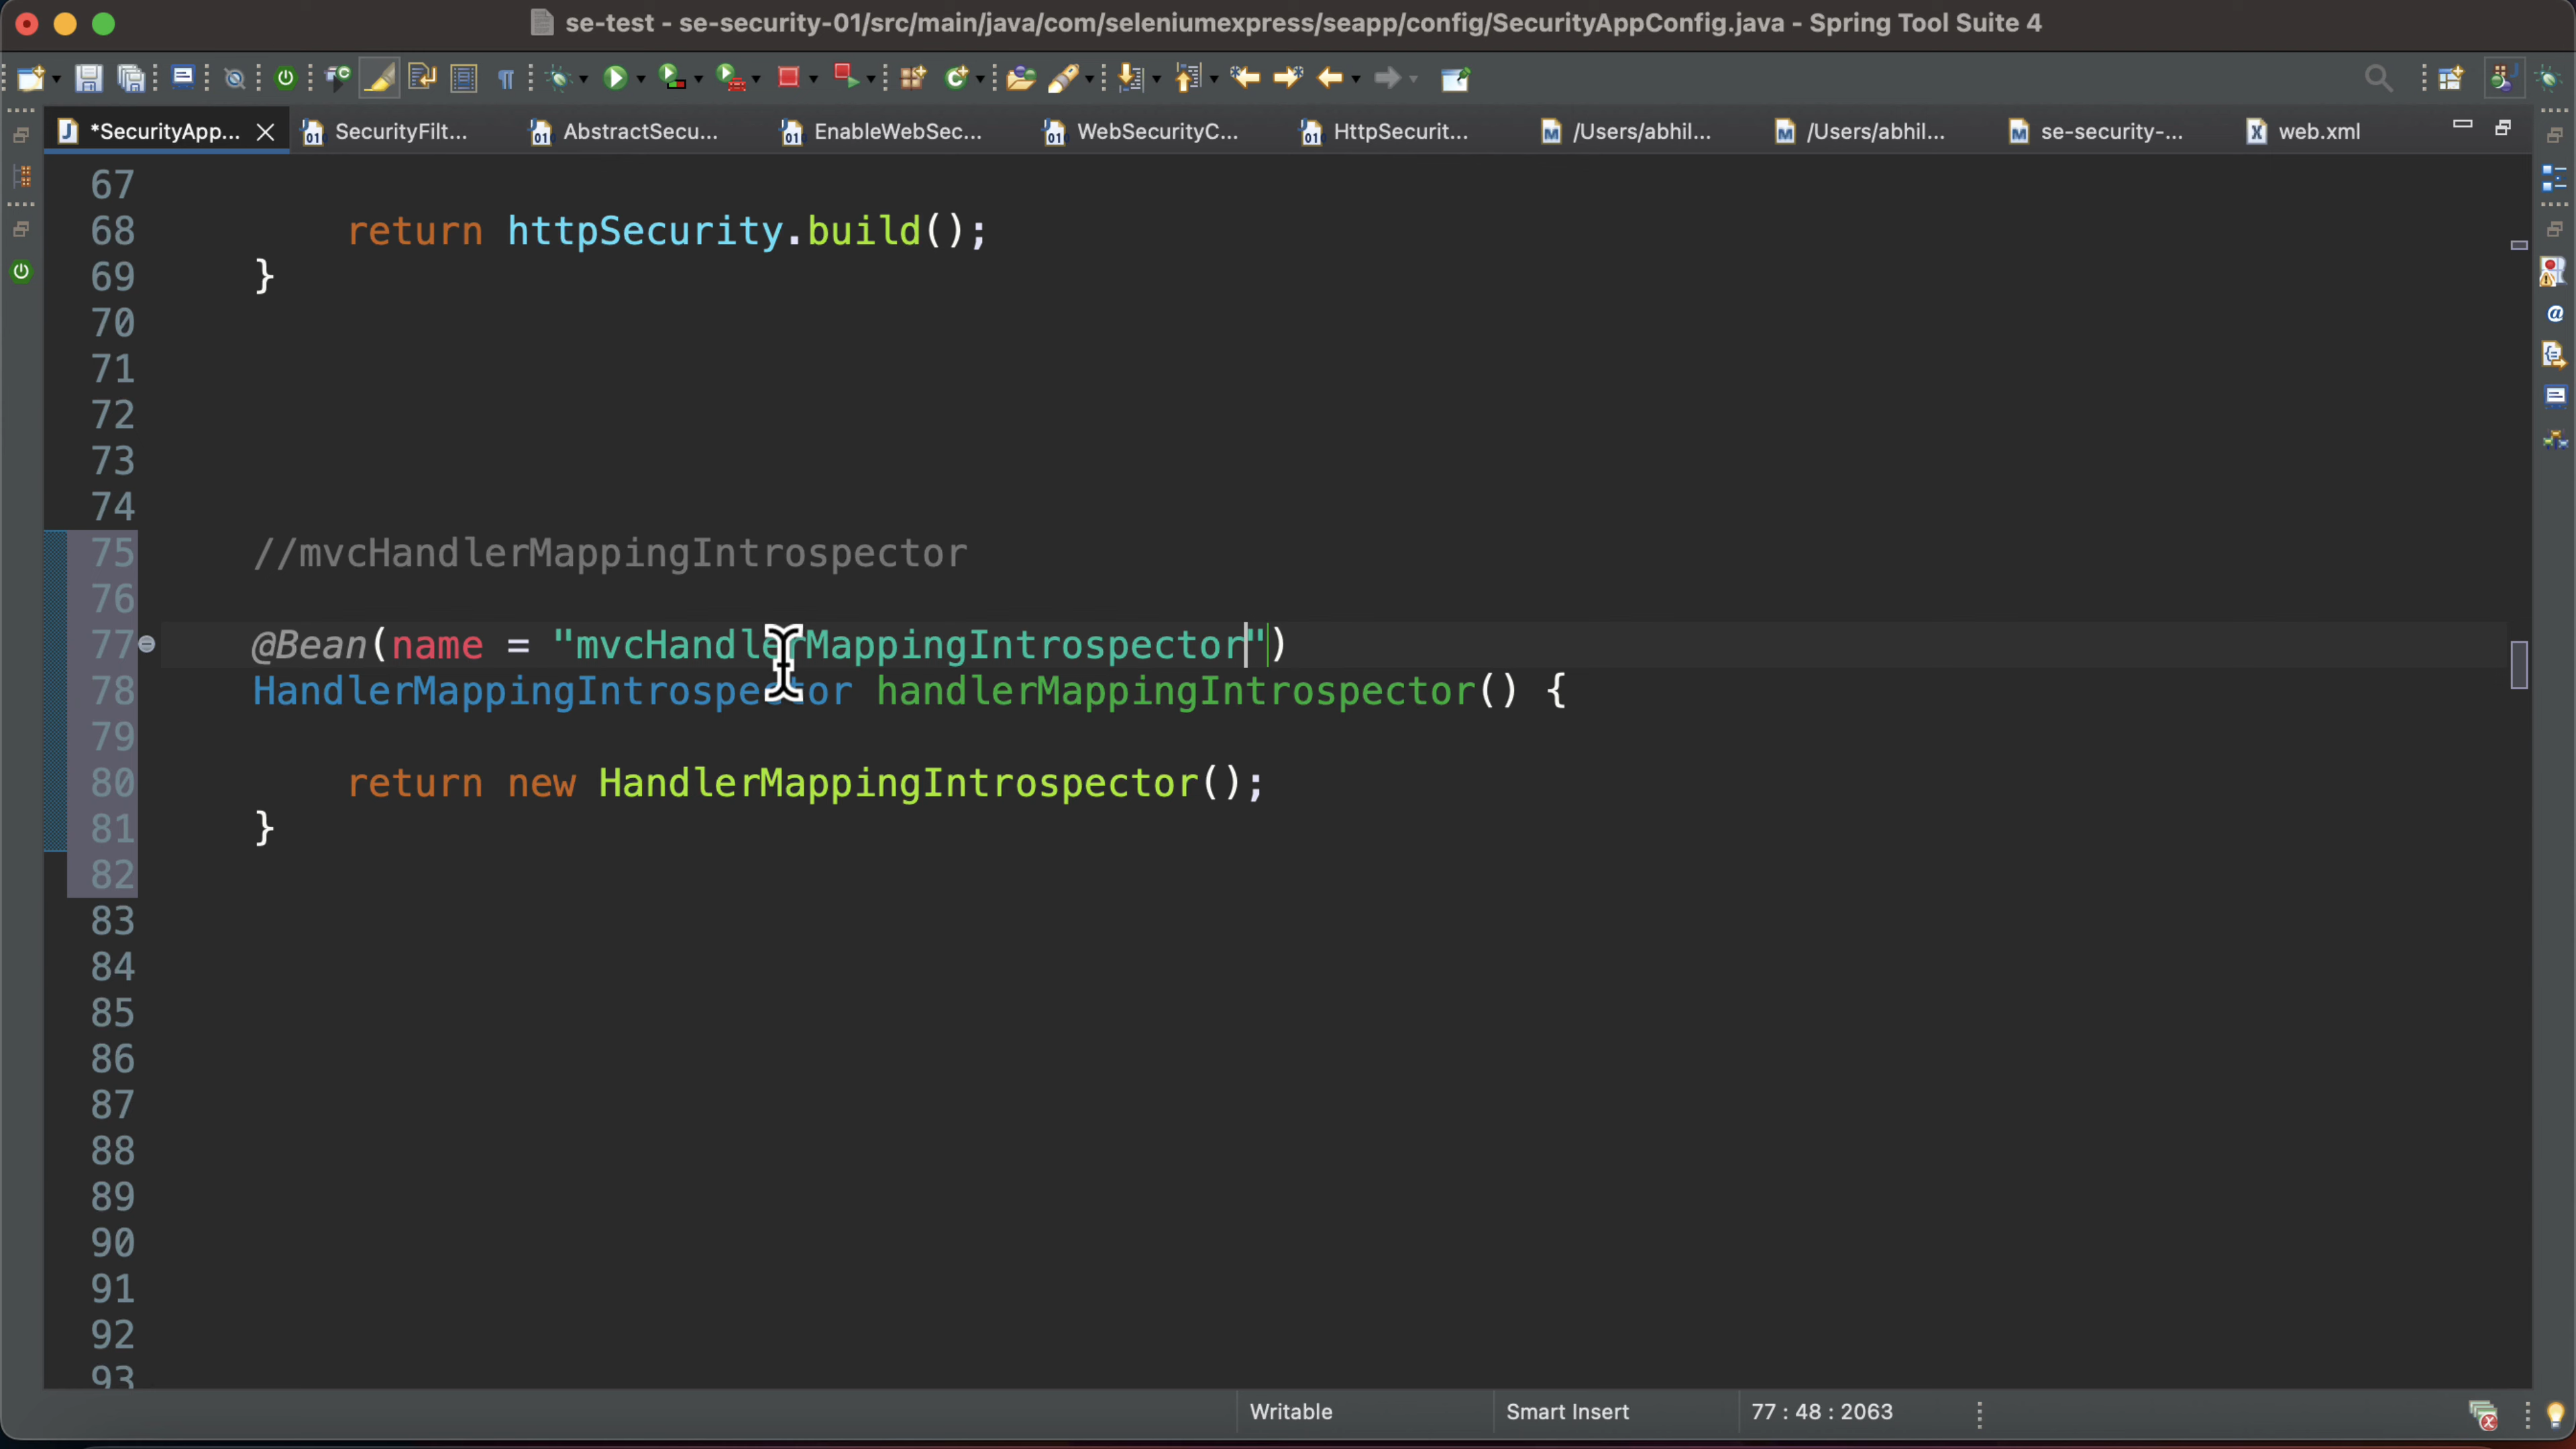 se-test - se-security-01/src/main/java/com/seleniumexpress/seapp/config/SecurityAppConfig.java - Spring Tool Suite 4
*SecurityApp... SecurityFilt... AbstractSecu... EnableWebSec... WebSecurityC... HttpSecurit... /Users/abhil... /Users/abhil... se-security-... web.xml
67
68 return httpSecurity.build();
69 }
70
71
72
73
74
75 //mvcHandlerMappingIntrospector
76
77 @Bean(name = "mvcHandlerMappingIntrospector")
78 HandlerMappingIntrospector handlerMappingIntrospector() {
79
80 return new HandlerMappingIntrospector();
81 }
82
83
84
85
86
87
88
89
90
91
92
93
Writable Smart Insert 77 : 48 : 2063